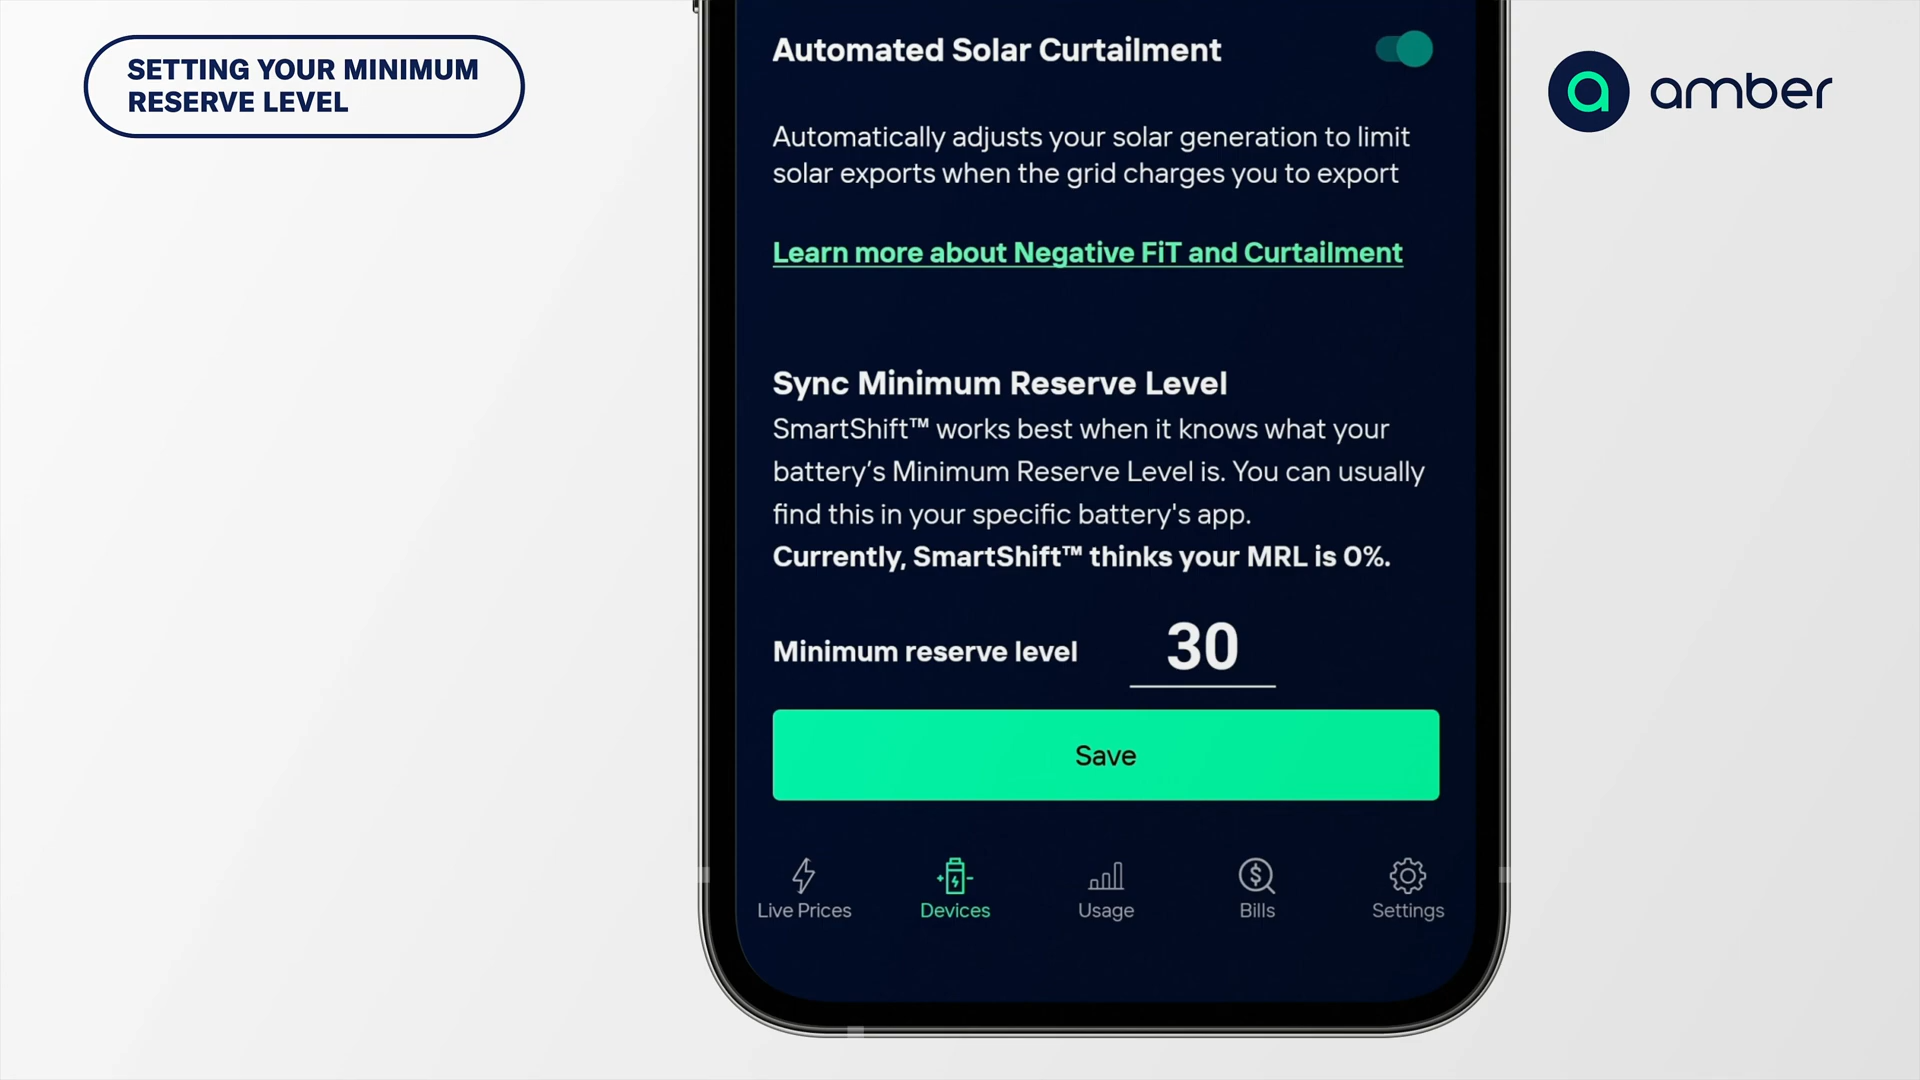 SETTING YOUR MINIMUM
RESERVE LEVEL
amber
Automated Solar Curtailment
Automatically adjusts your solar generation to limit
solar exports when the grid charges you to export
Learn more about Negative FiT and Curtailment
Sync Minimum Reserve Level
SmartShift™ works best when it knows what your
battery’s Minimum Reserve Level is. You can usually
find this in your specific battery's app.
Currently, SmartShift™ thinks your MRL is 0%.
Minimum reserve level 30
Save
Live Prices Devices Usage Bills Settings